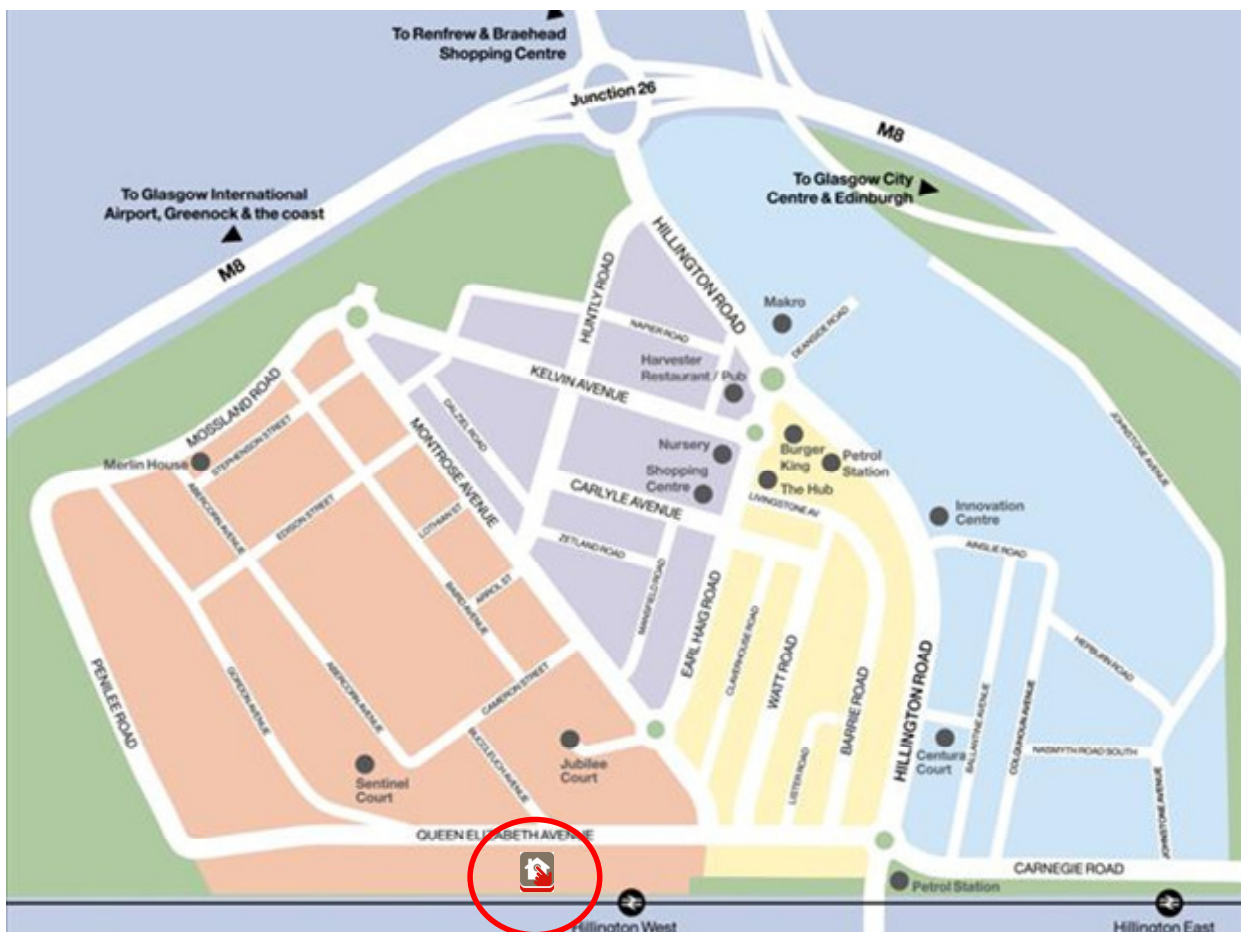 To Renfrew & Braehead
Shopping Centre
Junction 26
M8
To Glasgow City
Centre & Edinburgh
To Glasgow International
Airport, Greenock & the coast
M8
HUNTLY ROAD
HILLINGTON ROAD
Makro
NAPIER ROAD
DEANSIDE ROAD
Harvester
Restaurant / Pub
KELVIN AVENUE
MOSSLAND ROAD
DALZIEL ROAD
JOHNSTONE AVENUE
STEPHENSON STREET
MONTROSE AVENUE
Merlin House
Nursery
Burger
King
Petrol
Station
Shopping
Centre
The Hub
ABERCORN AVENUE
CARLYLE AVENUE
LIVINGSTONE AV
EDISON STREET
LOTHIAN ST
Innovation
Centre
ZETLAND ROAD
AINSLIE ROAD
ARROL ST
BAIRD AVENUE
MANSFIELD ROAD
EARL HAIG ROAD
CLAVERHOUSE ROAD
WATT ROAD
HEPBURN ROAD
PENILEE ROAD
GORDON AVENUE
ABERCORN AVENUE
CAMERON STREET
BARRIE ROAD
HILLINGTON ROAD
BALLANTINE AVENUE
COLQUHOUN AVENUE
BUCCLEUCH AVENUE
Jubilee
Court
Sentinel
Court
LISTER ROAD
Centura
Court
NASMYTH ROAD SOUTH
JOHNSTONE AVENUE
QUEEN ELIZABETH AVENUE
CARNEGIE ROAD
Petrol Station
Hillington West
Hillington East